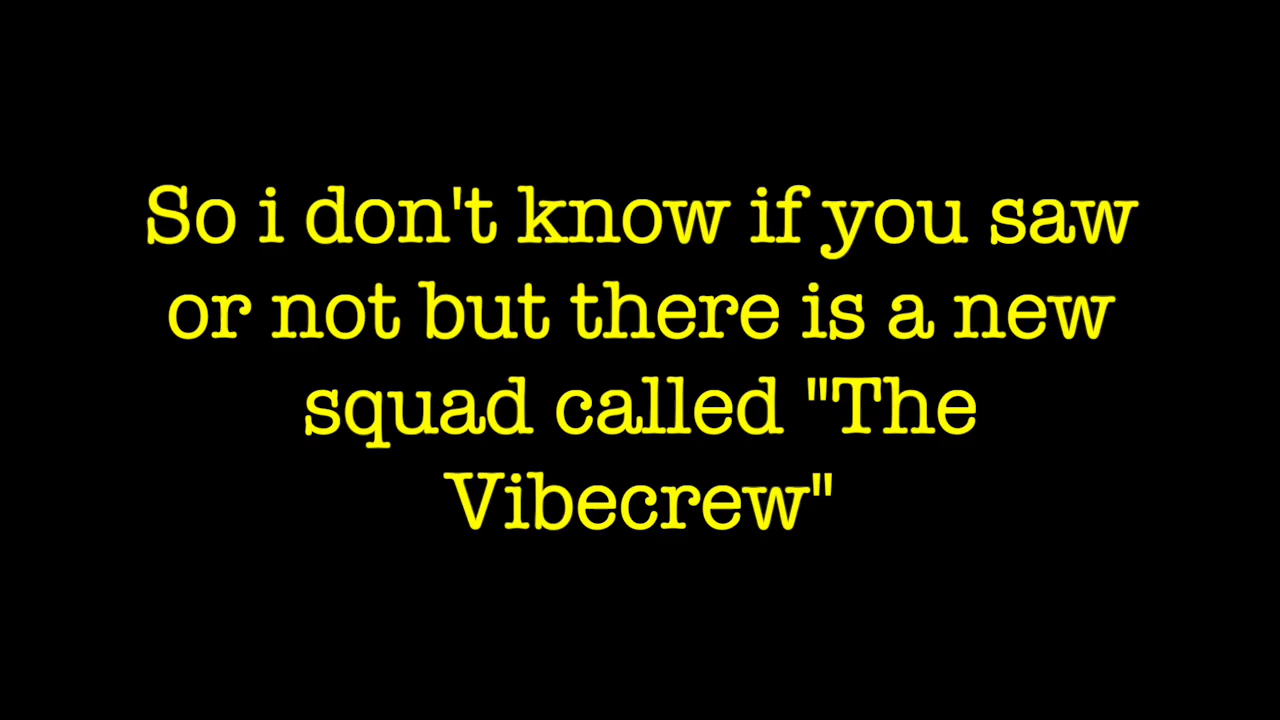 So i don't know if you saw
or not but there is a new
squad called "The
Vibecrew"